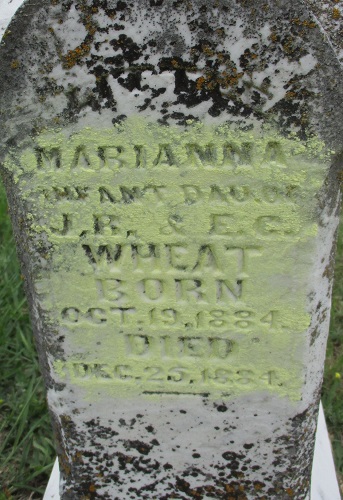 MARIANNA
INFANT DAU. OF
J. R. & E. C.
WHEAT
BORN
OCT. 19, 1884.
DIED
DEC. 25, 1884.